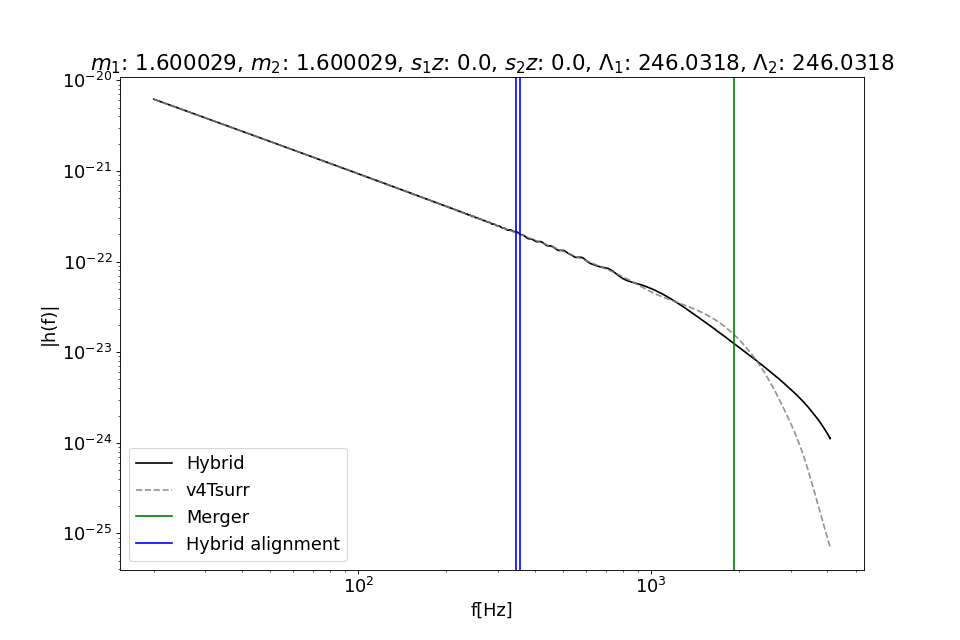 m₁: 1.600029, m₂: 1.600029, s₁z: 0.0, s₂z: 0.0, Λ₁: 246.0318, Λ₂: 246.0318
10⁻²⁰
10⁻²¹
10⁻²²
10⁻²³
10⁻²⁴
10⁻²⁵
|h(f)|
Hybrid
v4Tsurr
Merger
Hybrid alignment
10² 10³
f[Hz]